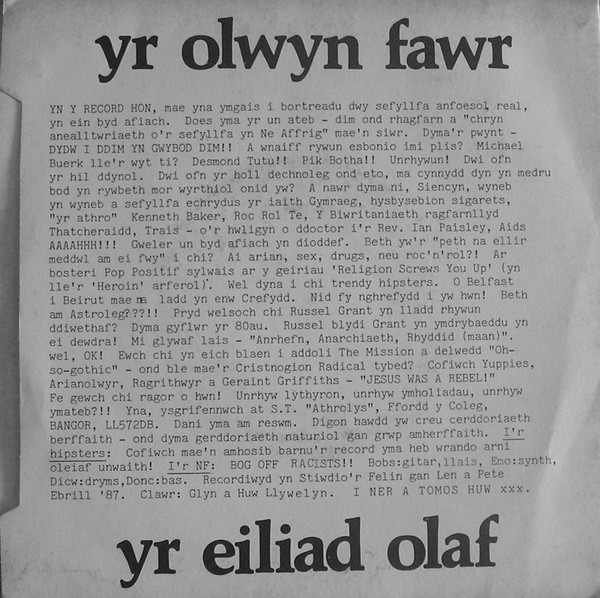 yr olwyn fawr
YN Y RECORD HON, mae yna ymgais i bortreadu dwy sefyllfa anfoesol real,
yn ein byd afiach. Does yma yr un ateb - dim ond rhagfarn a "chryn
anealltwriaeth o'r sefyllfa yn Ne Affrig" mae'n siwr. Dyma'r pwynt -
DYDW I DDIM YN GWYBOD DIM!! A wnaiff rywun esbonio imi plis? Michael
Buerk lle'r wyt ti? Desmond Tutu!! Pik Botha!! Unrhywun! Dwi ofn
yr hil ddynol. Dwi ofn yr holl dechnoleg ond eto, ma cynnydd dyn yn medru
bod yn rywbeth mor wyrthiol onid yw? A nawr dyma ni, Siencyn, wyneb
yn wyneb a sefyllfa echrydus yr iaith Gymraeg, hysbysebion sigarets,
"yr athro" Kenneth Baker, Roc Rol Te, Y Biwritaniaeth ragfarnllyd
Thatcheraidd, Trais - o'r hwligyn o ddoctor i'r Rev. Ian Paisley, Aids
AAAAHHH!!! Gweler un byd afiach yn dioddef. Beth yw'r "peth na ellir
meddwl am ei fwy" i chi? Ai arian, sex, drugs, neu roc'n'rol?! Ar
bosteri Pop Positif sylwais ar y geiriau 'Religion Screws You Up' (yn
lle'r 'Heroin' arferol). Wel dyna i chi trendy hipsters. O Belfast
i Beirut mae na ladd yn enw Crefydd. Nid fy nghrefydd i yw hwn! Beth
am Astroleg???!! Pryd welsoch chi Russel Grant yn lladd rhywun
ddiwethaf? Dyma gyflwr yr 80au. Russel blydi Grant yn ymdrybaeddu yn
ei dewdra! Mi glywaf lais - "Anrhefn, Anarchiaeth, Rhyddid (maan)".
wel, OK! Ewch chi yn eich blaen i addoli The Mission a delwedd "Oh-
so-gothic" - ond ble mae'r Cristnogion Radical tybed? Cofiwch Yuppies,
Arianolwyr, Ragrithwyr a Geraint Griffiths - "JESUS WAS A REBEL!"
Fe gewch chi ragor o hwn! Unrhyw lythyron, unrhyw ymholiadau, unrhyw
ymateb?!! Yna, ysgrifennwch at S.T. "Athrolys", Ffordd y Coleg,
BANGOR, LL572DB. Dani yma am reswm. Digon hawdd yw creu cerddoriaeth
berffaith - ond dyma gerddoriaeth naturiol gan grwp amherffaith. I'r
hipsters: Cofiwch mae'n amhosib barnu'r record yma heb wrando arni
oleiaf unwaith! I'r NF: BOG OFF RACISTS!! Bobs:gitar,llais, Emo:synth,
Dicw:dryms,Donc:bas. Recordiwyd yn Stiwdio'r Felin gan Len a Pete
Ebrill '87. Clawr: Glyn a Huw Llywelyn. I NER A TOMOS HUW xxx.
yr eiliad olaf